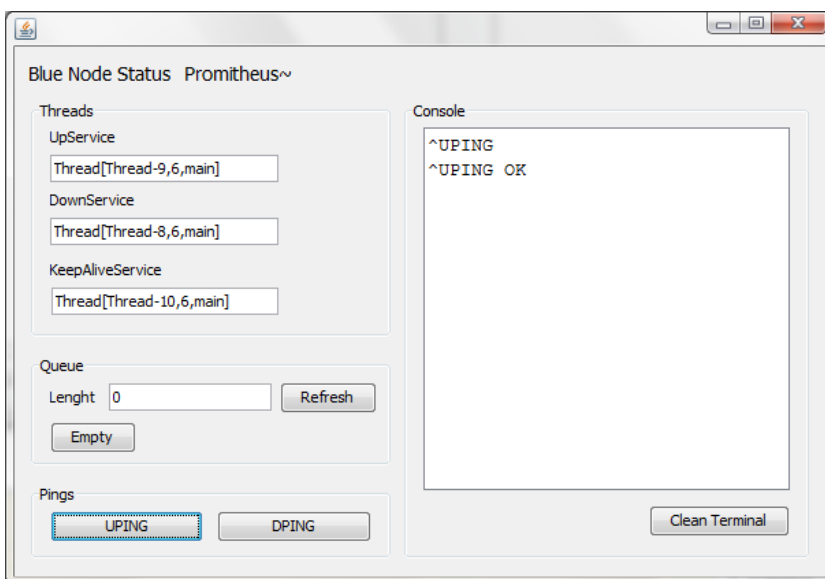 Blue Node Status Promitheus~
Threads
UpService
Thread[Thread-9,6,main]
DownService
Thread[Thread-8,6,main]
KeepAliveService
Thread[Thread-10,6,main]
Queue
Lenght 0 Refresh
Empty
Pings
UPING DPING
Console
^UPING
^UPING OK
Clean Terminal